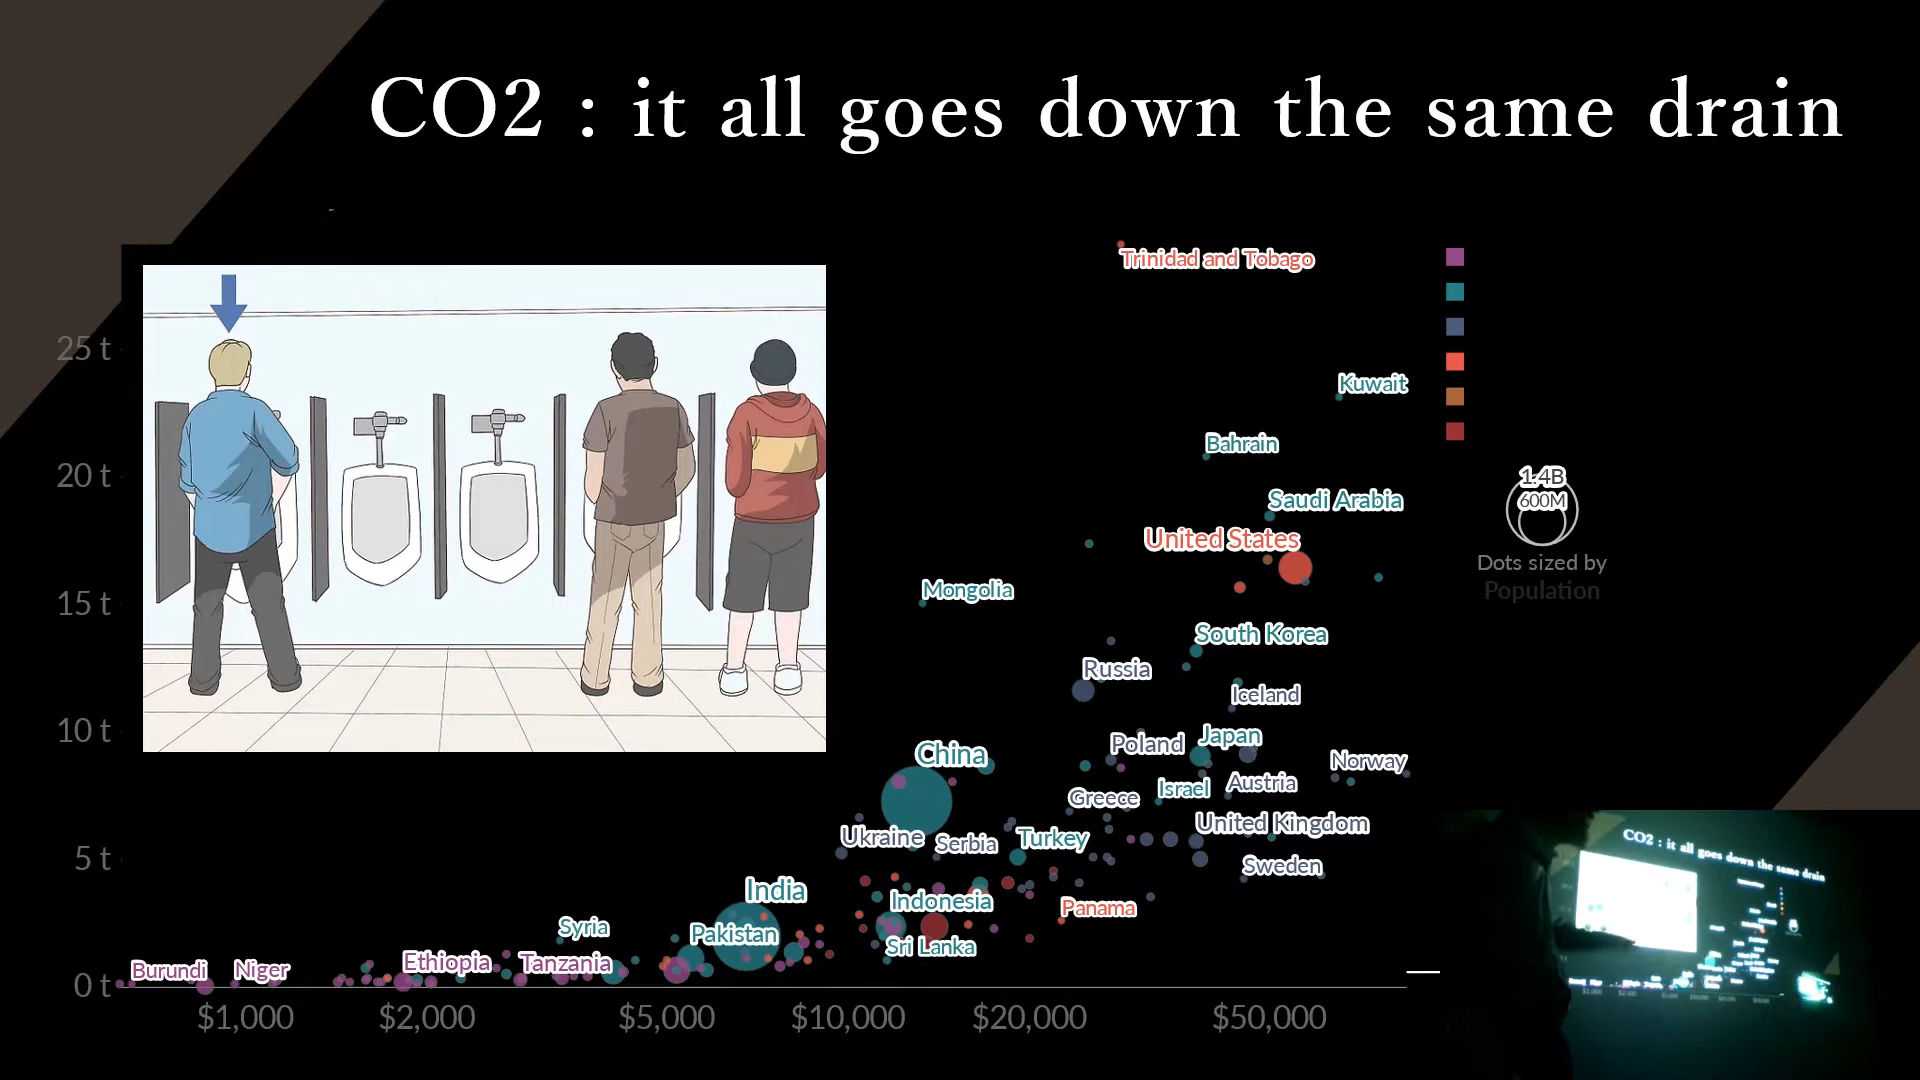 CO2 : it all goes down the same drain
Trinidad and Tobago
25 t
Kuwait
Bahrain
20 t
1.4B
Saudi Arabia
600M
United States
Dots sized by
Mongolia
Population
15 t
South Korea
Russia
Iceland
10 t
Poland
Japan
China
Norway
Israel
Austria
Greece
United Kingdom
Ukraine
Serbia
Turkey
5 t
Sweden
India
Indonesia
Panama
Syria
Pakistan
Sri Lanka
Burundi
Niger
Ethiopia
Tanzania
0 t
$1,000
$2,000
$5,000
$10,000
$20,000
$50,000
CO2 : it all goes down the same drain